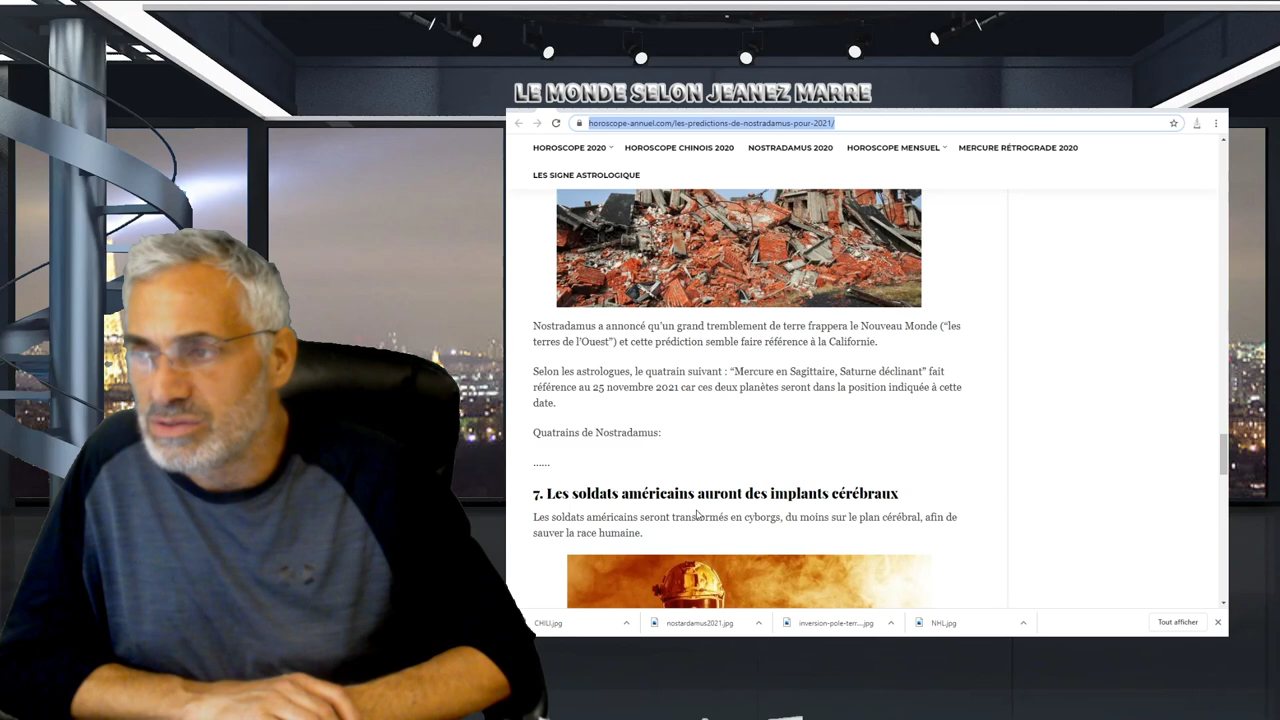 LE MONDE SELON JEANEZ MARRE
horoscope-annuel.com/les-predictions-de-nostradamus-pour-2021/
HOROSCOPE 2020 HOROSCOPE CHINOIS 2020 NOSTRADAMUS 2020 HOROSCOPE MENSUEL MERCURE RÉTROGRADE 2020
LES SIGNE ASTROLOGIQUE
Nostradamus a annoncé qu'un grand tremblement de terre frappera le Nouveau Monde (“les
terres de l'Ouest”) et cette prédiction semble faire référence à la Californie.
Selon les astrologues, le quatrain suivant : “Mercure en Sagittaire, Saturne déclinant” fait
référence au 25 novembre 2021 car ces deux planètes seront dans la position indiquée à cette
date.
Quatrains de Nostradamus:
......
7. Les soldats américains auront des implants cérébraux
Les soldats américains seront transformés en cyborgs, du moins sur le plan cérébral, afin de
sauver la race humaine.
CHILI.jpg nostardamus2021.jpg inversion-pole-terr....jpg NHL.jpg Tout afficher